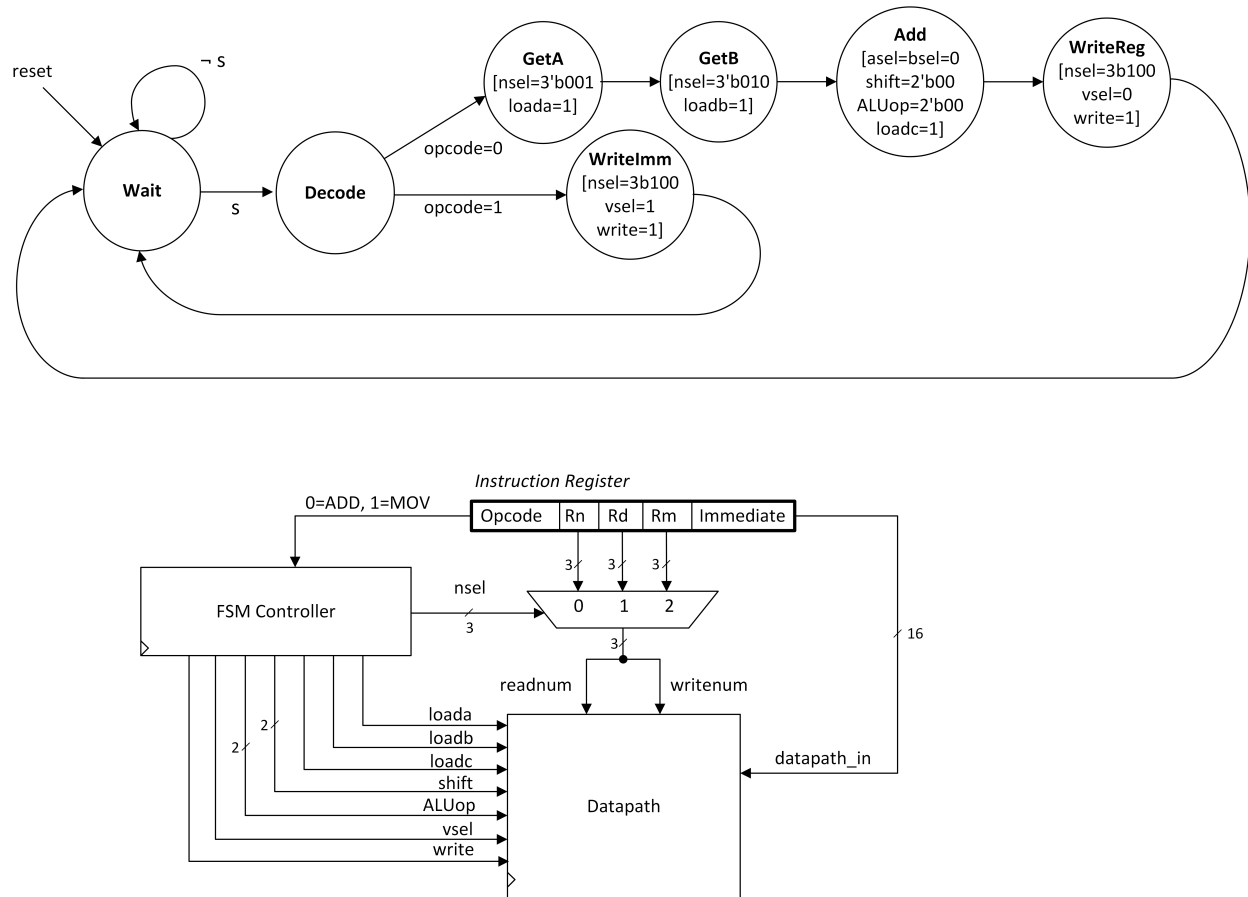 reset
¬ s
Wait
s
Decode
opcode=0
opcode=1
GetA
[nsel=3'b001
loada=1]
GetB
[nsel=3'b010
loadb=1]
Add
[asel=bsel=0
shift=2'b00
ALUop=2'b00
loadc=1]
WriteReg
[nsel=3b100
vsel=0
write=1]
WriteImm
[nsel=3b100
vsel=1
write=1]
Instruction Register
0=ADD, 1=MOV
Opcode Rn Rd Rm Immediate
3 3 3
FSM Controller
nsel
3
0 1 2
3
16
readnum writenum
2
2
loada
loadb
loadc
shift
ALUop
vsel
write
datapath_in
Datapath